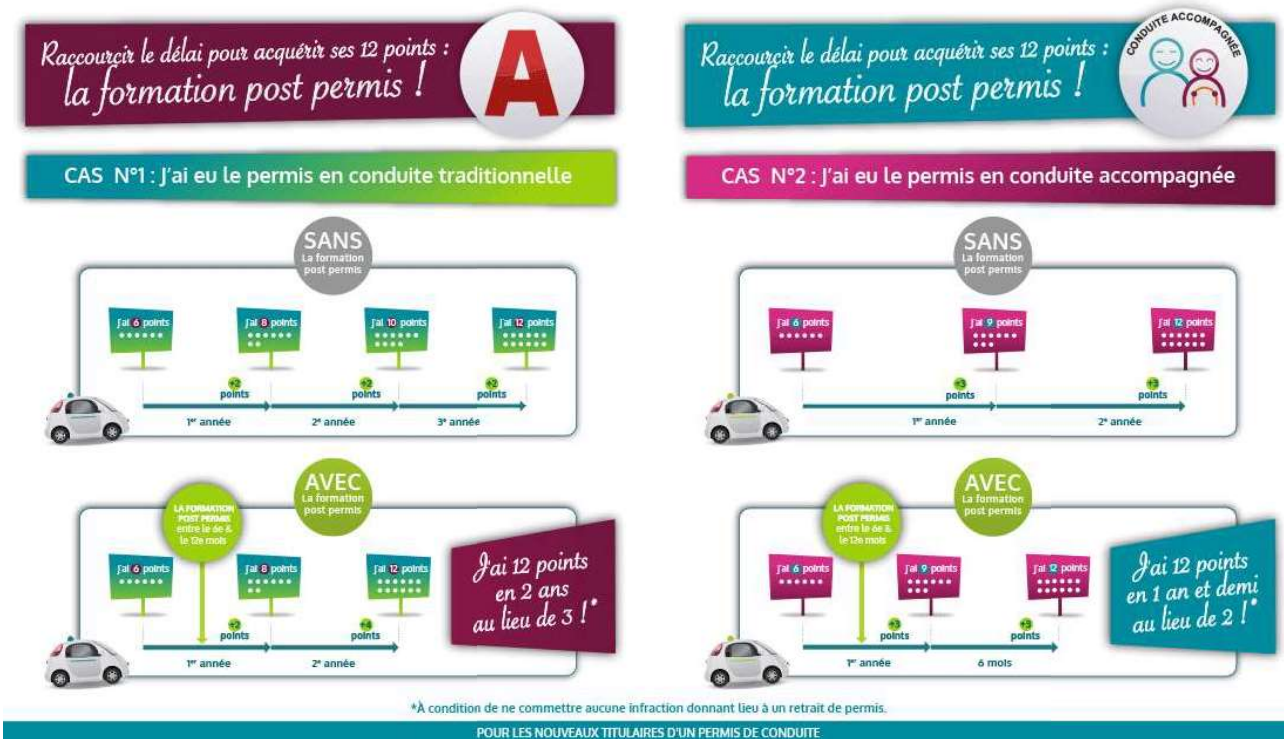 Raccourcir le délai pour acquérir ses 12 points :
la formation post permis !
A
CAS N°1 : J'ai eu le permis en conduite traditionnelle
SANS
La formation
post permis
J'ai 6 points
J'ai 8 points
J'ai 10 points
J'ai 12 points
+2
points
+2
points
+2
points
1er année
2e année
3e année
AVEC
La formation
post permis
LA FORMATION
POST PERMIS
entre le 6e &
le 12e mois
J'ai 6 points
J'ai 8 points
J'ai 12 points
+2
points
+4
points
1er année
2e année
J'ai 12 points
en 2 ans
au lieu de 3 !*
Raccourcir le délai pour acquérir ses 12 points :
la formation post permis !
CONDUITE ACCOMPAGNÉE
CAS N°2 : J'ai eu le permis en conduite accompagnée
SANS
La formation
post permis
J'ai 6 points
J'ai 9 points
J'ai 12 points
+3
points
+3
points
1er année
2e année
AVEC
La formation
post permis
LA FORMATION
POST PERMIS
entre le 6e &
le 12e mois
J'ai 6 points
J'ai 9 points
J'ai 12 points
+3
points
+3
points
1er année
6 mois
J'ai 12 points
en 1 an et demi
au lieu de 2 !*
*À condition de ne commettre aucune infraction donnant lieu à un retrait de permis.
POUR LES NOUVEAUX TITULAIRES D'UN PERMIS DE CONDUITE